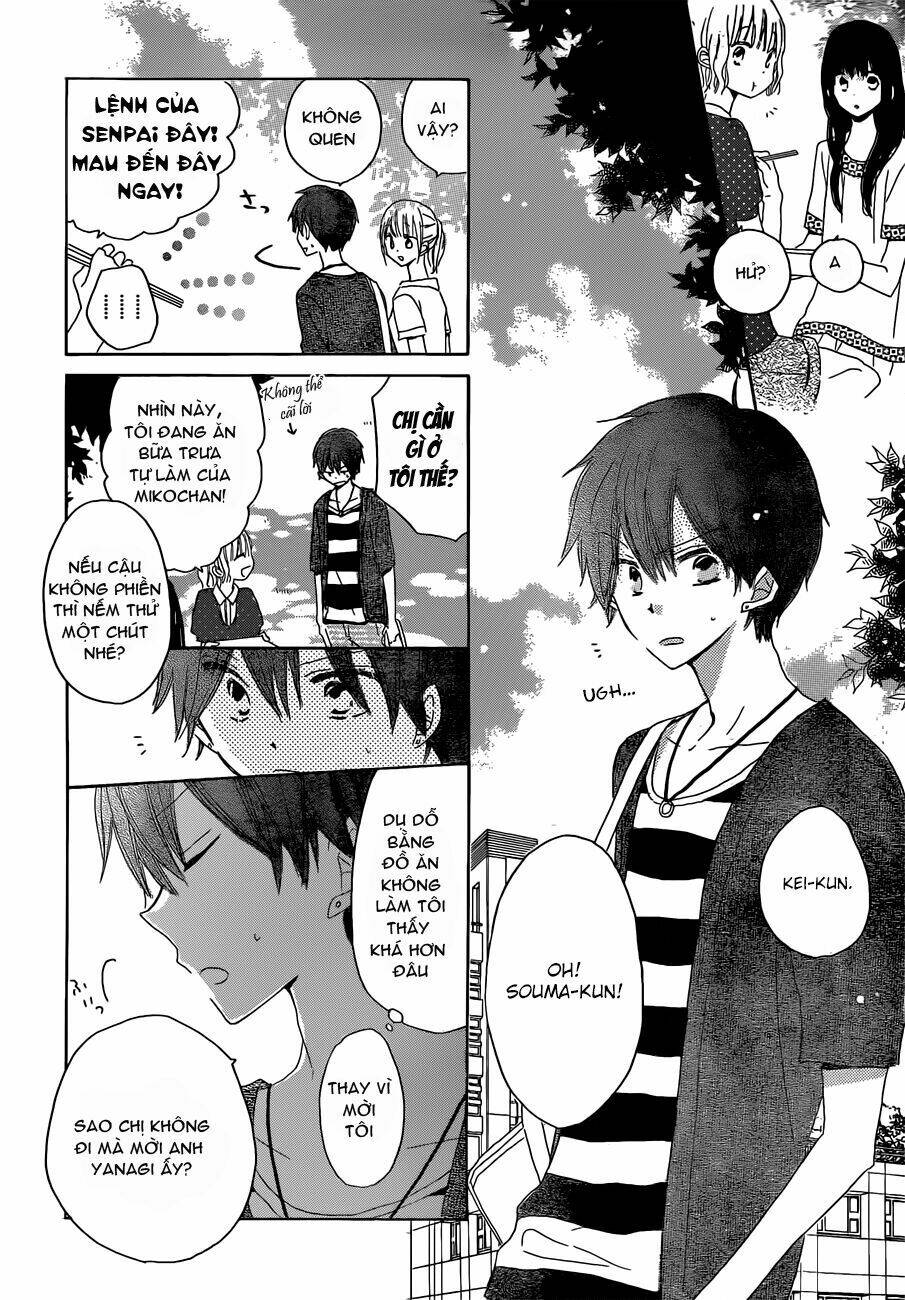 A
HỬ?
KEI-KUN.
UGH...
OH!
SOUMA-KUN!
AI
VẬY?
KHÔNG
QUEN
さっ
LỆNH CỦA
SENPAI ĐÂY!
MAU ĐẾN ĐÂY
NGAY!
CHỊ CẦN
GÌ Ở
TÔI THẾ?
Không thể
cãi lời
NHÌN NÀY,
TÔI ĐANG ĂN
BỮA TRƯA
TỰ LÀM CỦA
MIKOCHAN!
NẾU CẬU
KHÔNG PHIỀN
THÌ NẾM THỬ
MỘT CHÚT
NHÉ?
DỤ DỖ
BẰNG
ĐỒ ĂN
KHÔNG
LÀM TÔI
THẤY
KHÁ HƠN
ĐÂU
THAY VÌ
MỜI
TÔI
SAO CHỊ KHÔNG
ĐI MÀ MỜI ANH
YANAGI ẤY?